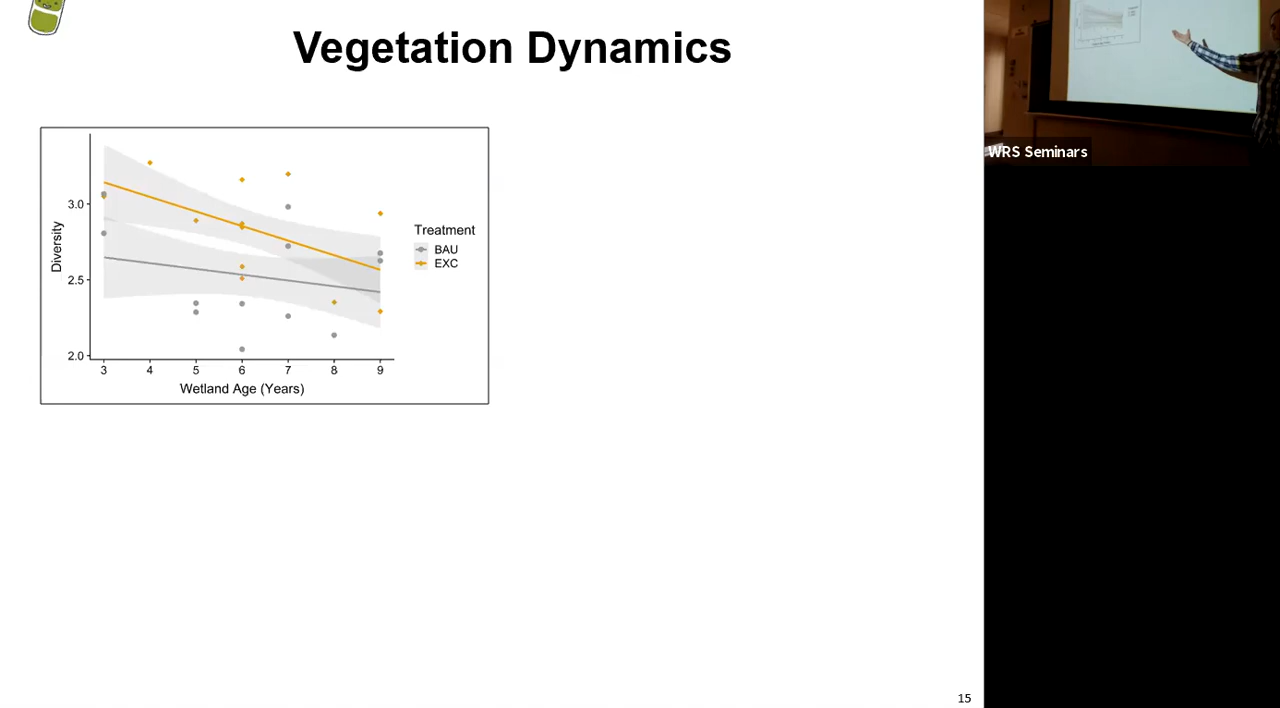 Vegetation Dynamics
WRS Seminars
Diversity
3.0
2.5
2.0
3 4 5 6 7 8 9
Wetland Age (Years)
Treatment
BAU
EXC
15